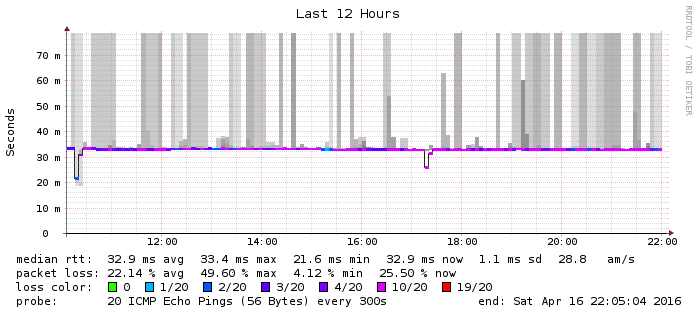 Last 12 Hours
RRDTOOL / TOBI OETIKER
Seconds
70 m
60 m
50 m
40 m
30 m
20 m
10 m
0
12:00 14:00 16:00 18:00 20:00 22:00
median rtt: 32.9 ms avg 33.4 ms max 21.6 ms min 32.9 ms now 1.1 ms sd 28.8 am/s
packet loss: 22.14 % avg 49.60 % max 4.12 % min 25.50 % now
loss color: 0 1/20 2/20 3/20 4/20 10/20 19/20
probe: 20 ICMP Echo Pings (56 Bytes) every 300s end: Sat Apr 16 22:05:04 2016